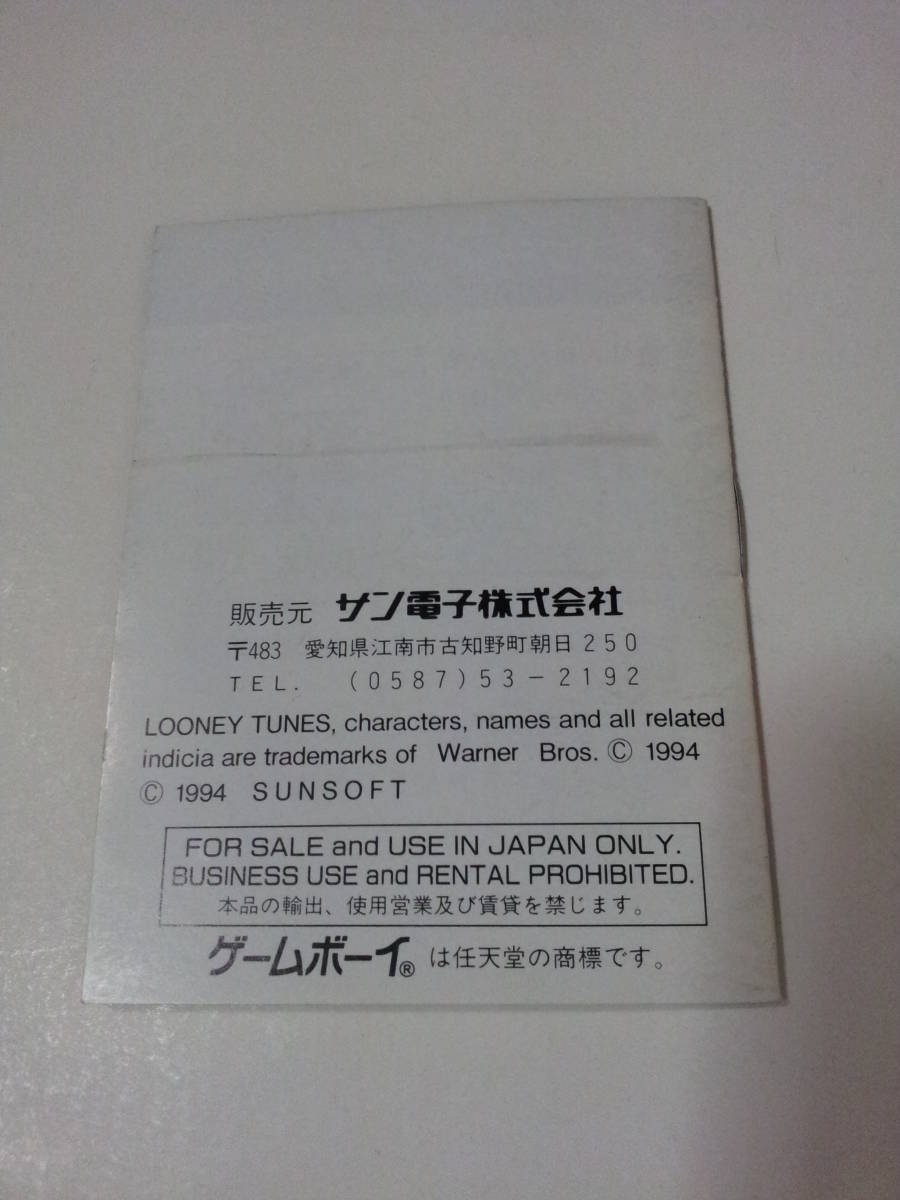 販売元 サン電子株式会社
〒483 愛知県江南市古知野町朝日250
TEL. (0587)53-2192
LOONEY TUNES, characters, names and all related
indicia are trademarks of Warner Bros. © 1994
© 1994 SUNSOFT
FOR SALE and USE IN JAPAN ONLY.
BUSINESS USE and RENTAL PROHIBITED.
本品の輸出、使用営業及び賃貸を禁じます。
ゲームボーイ® は任天堂の商標です。